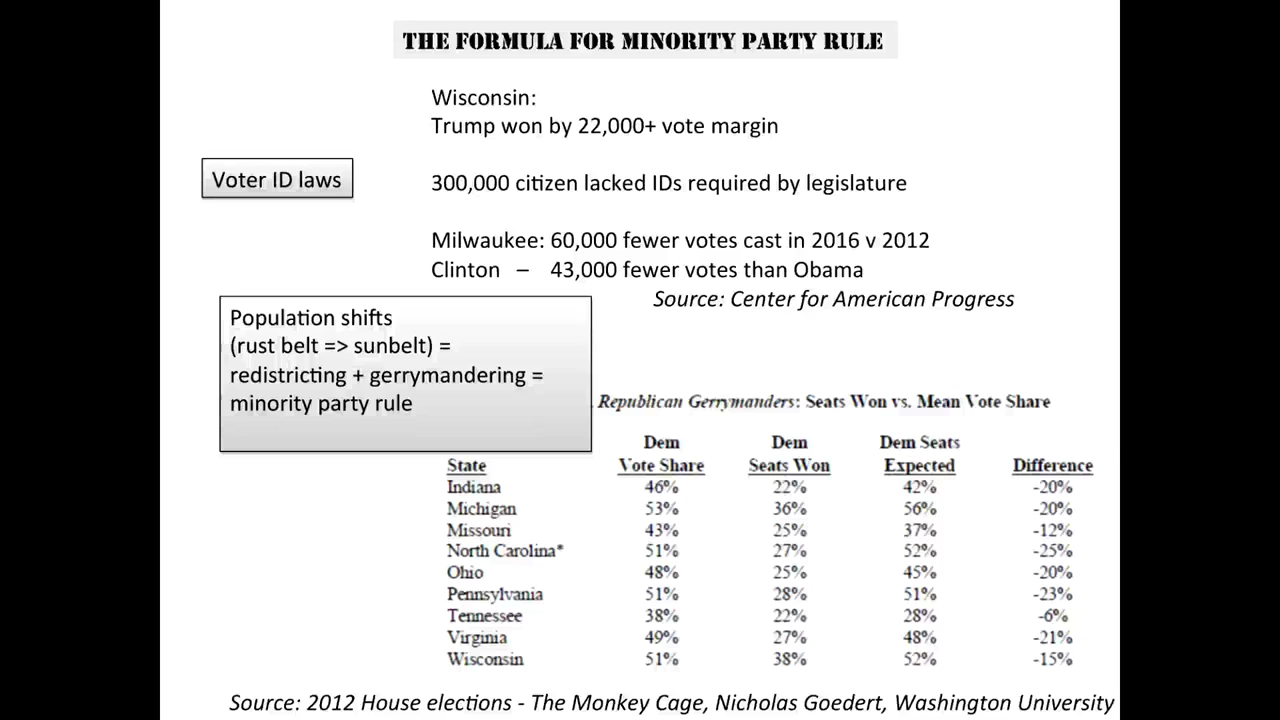 THE FORMULA FOR MINORITY PARTY RULE
Wisconsin:
Trump won by 22,000+ vote margin
Voter ID laws
300,000 citizen lacked IDs required by legislature
Milwaukee: 60,000 fewer votes cast in 2016 v 2012
Clinton – 43,000 fewer votes than Obama
Source: Center for American Progress
Population shifts
(rust belt => sunbelt) =
redistricting + gerrymandering =
minority party rule
. Republican Gerrymanders: Seats Won vs. Mean Vote Share
Dem Dem Dem Seats
State Vote Share Seats Won Expected Difference
Indiana 46% 22% 42% -20%
Michigan 53% 36% 56% -20%
Missouri 43% 25% 37% -12%
North Carolina* 51% 27% 52% -25%
Ohio 48% 25% 45% -20%
Pennsylvania 51% 28% 51% -23%
Tennessee 38% 22% 28% -6%
Virginia 49% 27% 48% -21%
Wisconsin 51% 38% 52% -15%
Source: 2012 House elections - The Monkey Cage, Nicholas Goedert, Washington University